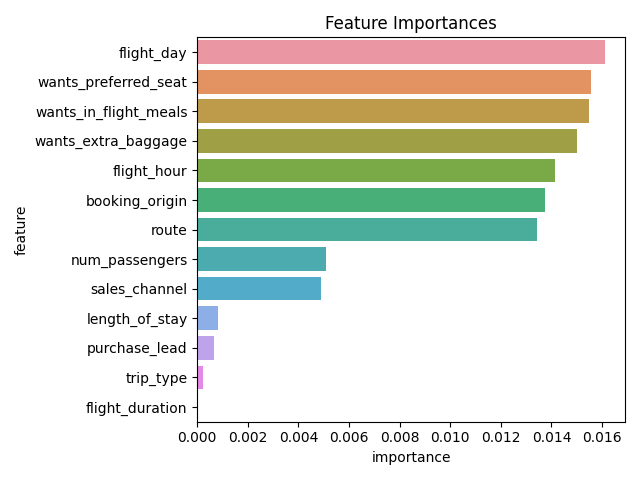 Feature Importances
flight_day
wants_preferred_seat
wants_in_flight_meals
wants_extra_baggage
flight_hour
booking_origin
route
num_passengers
sales_channel
length_of_stay
purchase_lead
trip_type
flight_duration
feature
0.000 0.002 0.004 0.006 0.008 0.010 0.012 0.014 0.016
importance